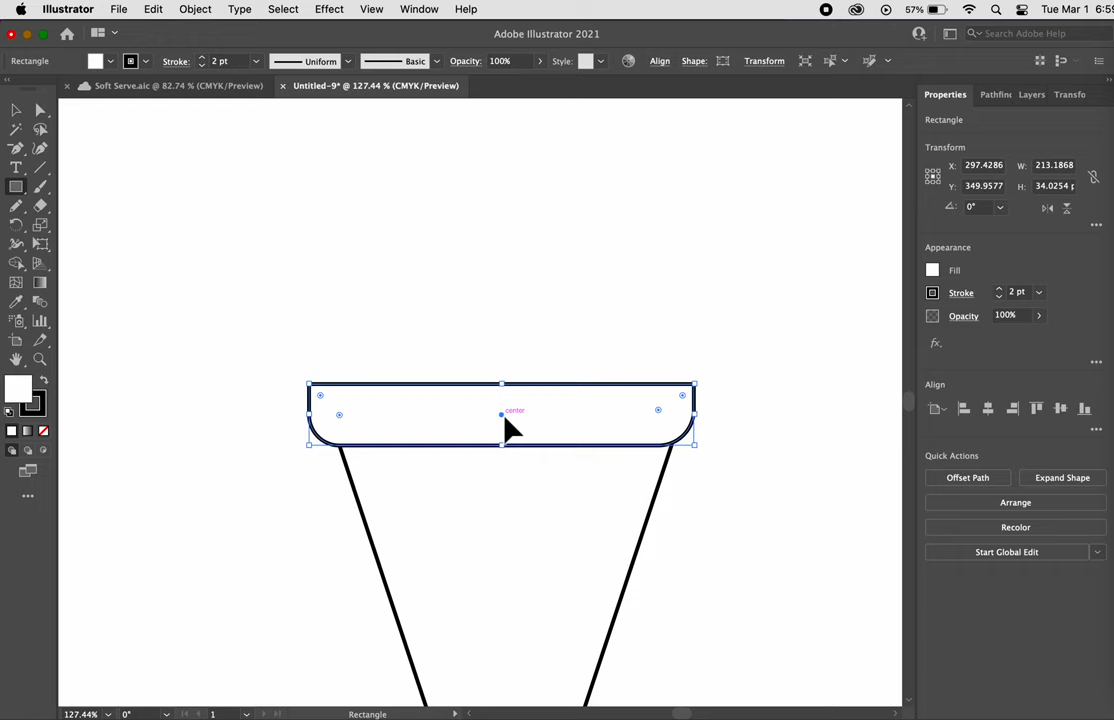 Illustrator File Edit Object Type Select Effect View Window Help 57% Tue Mar 1 6:59
Adobe Illustrator 2021 Search Adobe Help
Rectangle Stroke: 2 pt Uniform Basic Opacity: 100% Style: Align Shape: Transform
× Soft Serve.aic @ 82.74 % (CMYK/Preview) × Untitled-9* @ 127.44 % (CMYK/Preview)
Properties Pathfinc Layers Transfo
Rectangle
Transform
X: 297.4286 W: 213.1868
Y: 349.9577 H: 34.0254 p
0°
Appearance
Fill
Stroke 2 pt
Opacity 100%
fx.
Align
center
Quick Actions
Offset Path Expand Shape
Arrange
Recolor
Start Global Edit
127.44% 0° 1 Rectangle